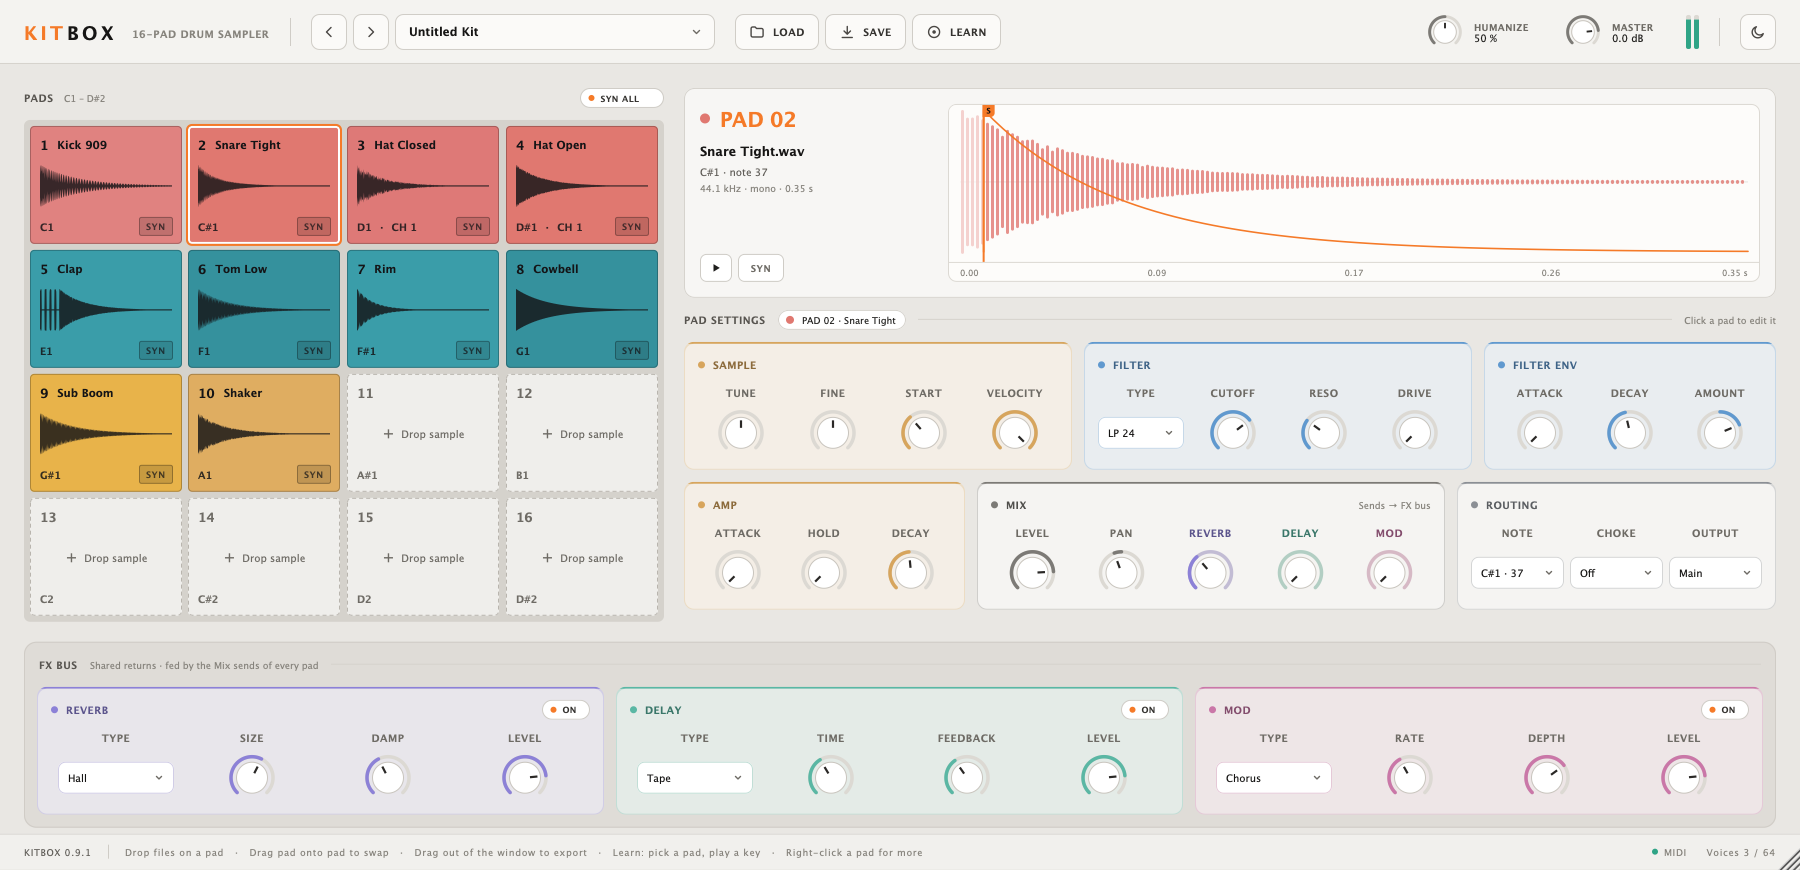 KITBOX 16-PAD DRUM SAMPLER Untitled Kit LOAD SAVE LEARN HUMANIZE 50 % MASTER 0.0 dB
PADS C1 – D#2 SYN ALL
1 Kick 909
C1 SYN
2 Snare Tight
C#1 SYN
3 Hat Closed
D1 · CH 1 SYN
4 Hat Open
D#1 · CH 1 SYN
5 Clap
E1 SYN
6 Tom Low
F1 SYN
7 Rim
F#1 SYN
8 Cowbell
G1 SYN
9 Sub Boom
G#1 SYN
10 Shaker
A1 SYN
11
+ Drop sample
A#1
12
+ Drop sample
B1
13
+ Drop sample
C2
14
+ Drop sample
C#2
15
+ Drop sample
D2
16
+ Drop sample
D#2
PAD 02
Snare Tight.wav
C#1 · note 37
44.1 kHz · mono · 0.35 s
SYN
S
0.00 0.09 0.17 0.26 0.35 s
PAD SETTINGS PAD 02 · Snare Tight Click a pad to edit it
SAMPLE
TUNE FINE START VELOCITY
FILTER
TYPE CUTOFF RESO DRIVE
LP 24
FILTER ENV
ATTACK DECAY AMOUNT
AMP
ATTACK HOLD DECAY
MIX Sends → FX bus
LEVEL PAN REVERB DELAY MOD
ROUTING
NOTE CHOKE OUTPUT
C#1 · 37 Off Main
FX BUS Shared returns · fed by the Mix sends of every pad
REVERB ON
TYPE SIZE DAMP LEVEL
Hall
DELAY ON
TYPE TIME FEEDBACK LEVEL
Tape
MOD ON
TYPE RATE DEPTH LEVEL
Chorus
KITBOX 0.9.1 Drop files on a pad · Drag pad onto pad to swap · Drag out of the window to export · Learn: pick a pad, play a key · Right-click a pad for more MIDI Voices 3 / 64